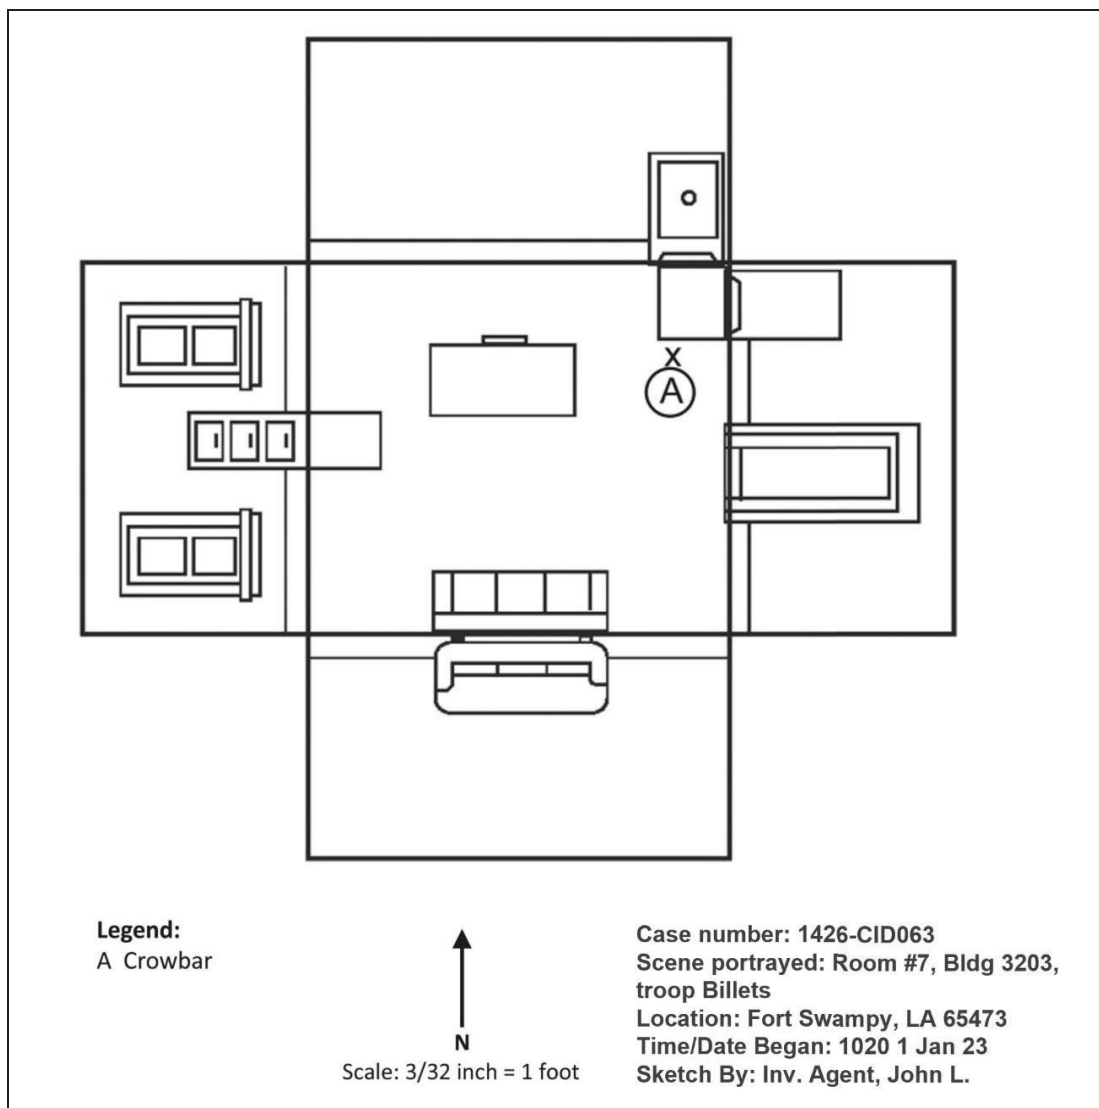 X
A
Legend:
A Crowbar
N
Scale: 3/32 inch = 1 foot
Case number: 1426-CID063
Scene portrayed: Room #7, Bldg 3203,
troop Billets
Location: Fort Swampy, LA 65473
Time/Date Began: 1020 1 Jan 23
Sketch By: Inv. Agent, John L.